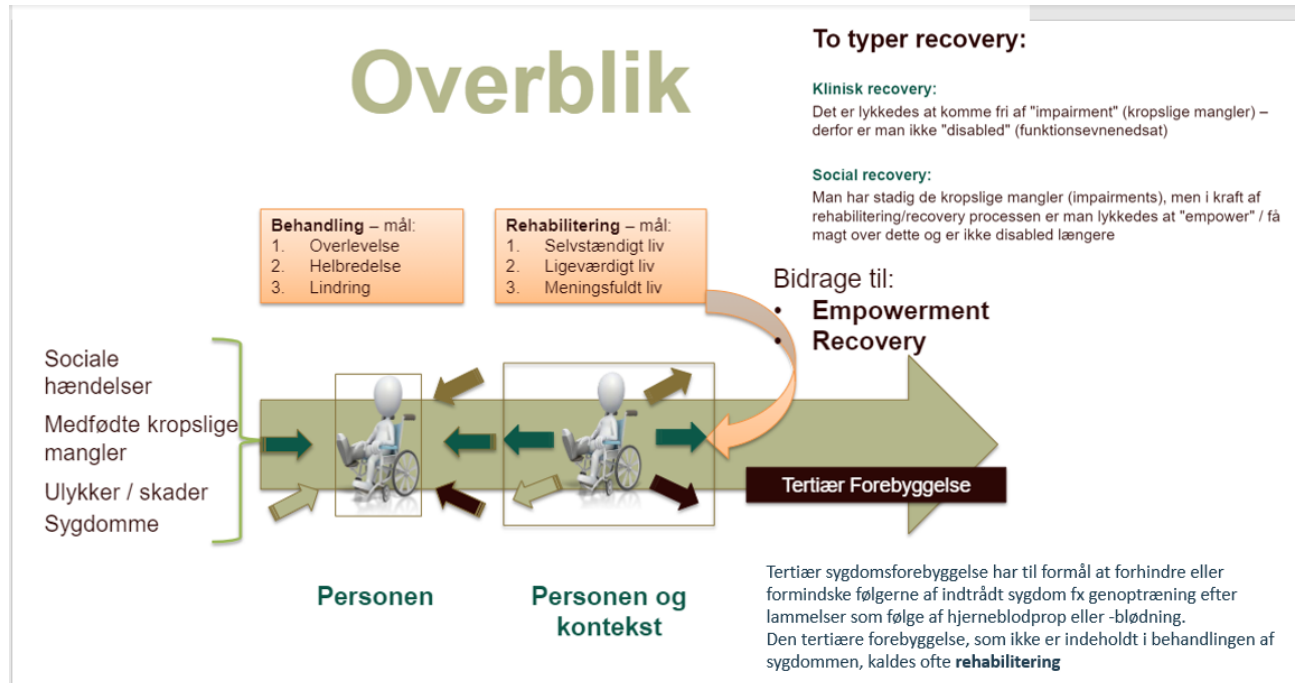 Overblik
To typer recovery:
Klinisk recovery:
Det er lykkedes at komme fri af "impairment" (kropslige mangler) –
derfor er man ikke "disabled" (funktionsevnenedsat)
Social recovery:
Man har stadig de kropslige mangler (impairments), men i kraft af
rehabilitering/recovery processen er man lykkedes at "empower" / få
magt over dette og er ikke disabled længere
Behandling – mål:
1. Overlevelse
2. Helbredelse
3. Lindring
Rehabilitering – mål:
1. Selvstændigt liv
2. Ligeværdigt liv
3. Meningsfuldt liv
Bidrage til:
• Empowerment
• Recovery
Sociale
hændelser
Medfødte kropslige
mangler
Ulykker / skader
Sygdomme
Tertiær Forebyggelse
Personen
Personen og
kontekst
Tertiær sygdomsforebyggelse har til formål at forhindre eller
formindske følgerne af indtrådt sygdom fx genoptræning efter
lammelser som følge af hjerneblodprop eller -blødning.
Den tertiære forebyggelse, som ikke er indeholdt i behandlingen af
sygdommen, kaldes ofte rehabilitering